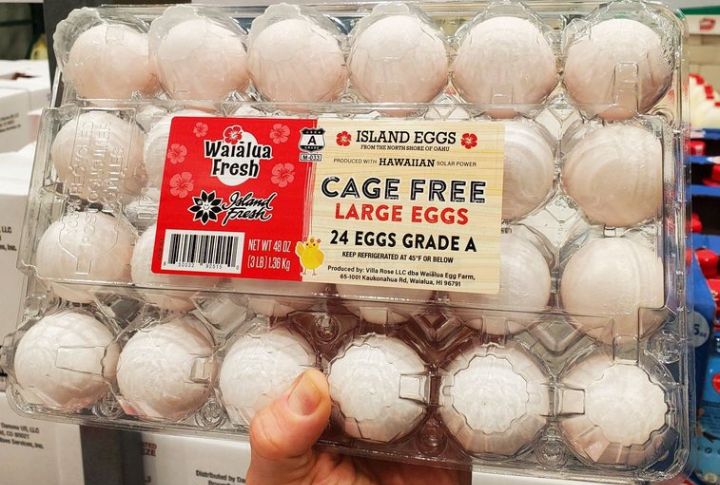 Waialua
Fresh
Island
Fresh
NET WT 48 OZ
(3 LB) 1.36 Kg
A
ISLAND EGGS
FROM THE NORTH SHORE OF OAHU
PRODUCED WITH HAWAIIAN SOLAR POWER
CAGE FREE
LARGE EGGS
24 EGGS GRADE A
KEEP REFRIGERATED AT 45°F OR BELOW
Produced by: Villa Rose LLC dba Waialua Egg Farm,
65-1001 Kaukonahua Rd, Waialua, HI 96791
Distributed by